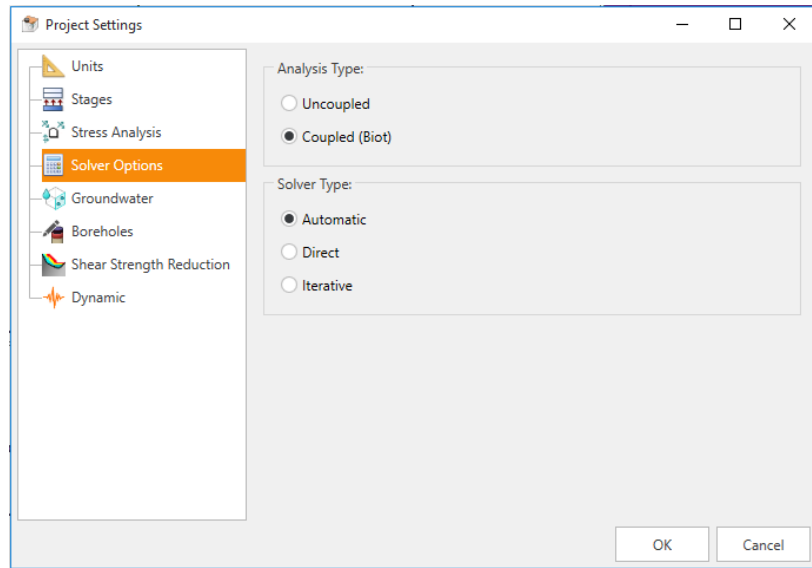 Project Settings
Units
Stages
Stress Analysis
Solver Options
Groundwater
Boreholes
Shear Strength Reduction
Dynamic
Analysis Type:
Uncoupled
Coupled (Biot)
Solver Type:
Automatic
Direct
Iterative
OK
Cancel